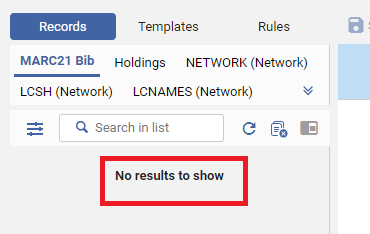 Records Templates Rules S
MARC21 Bib Holdings NETWORK (Network)
LCSH (Network) LCNAMES (Network)
Search in list
No results to show